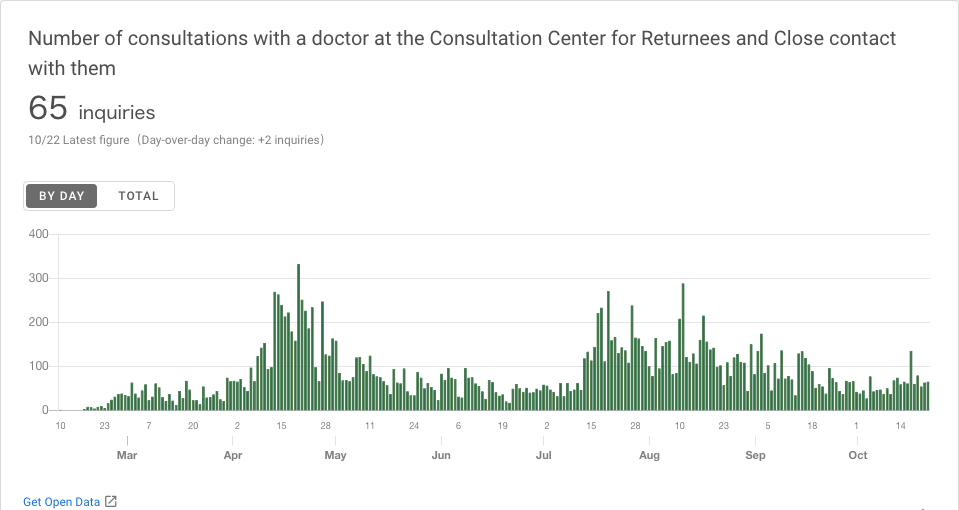 Number of consultations with a doctor at the Consultation Center for Returnees and Close contact
with them
65 inquiries
10/22 Latest figure (Day-over-day change: +2 inquiries)
BY DAY TOTAL
400
300
200
100
0
10 23 7 20 2 15 28 11 24 6 19 2 15 28 10 23 5 18 1 14
Mar Apr May Jun Jul Aug Sep Oct
Get Open Data